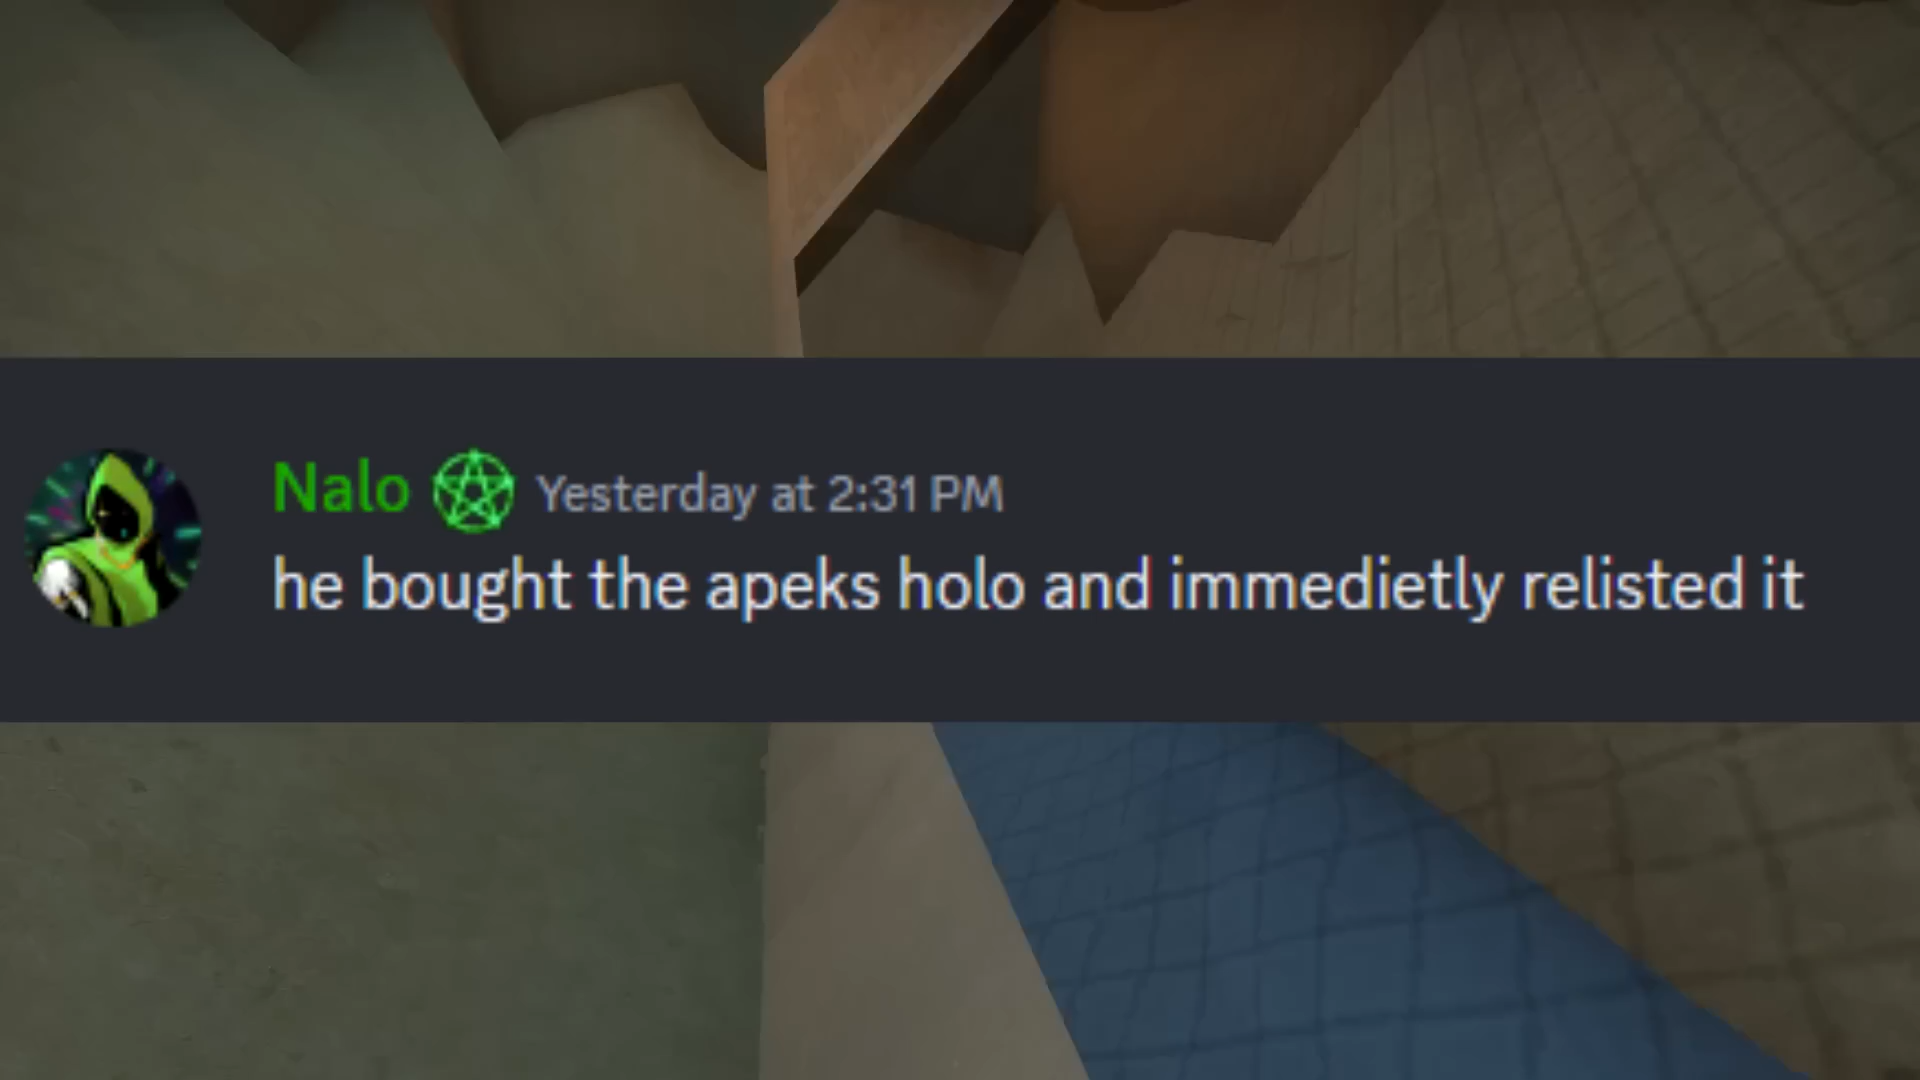 Nalo Yesterday at 2:31 PM
he bought the apeks holo and immedietly relisted it